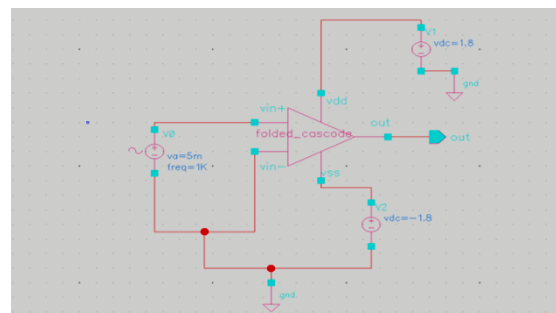 V1
vdc=1.8
gnd
vdd
vin+
out
V0
folded_cascode
out
va=5m
freq=1K
vin-
vss
V2
vdc=-1.8
gnd